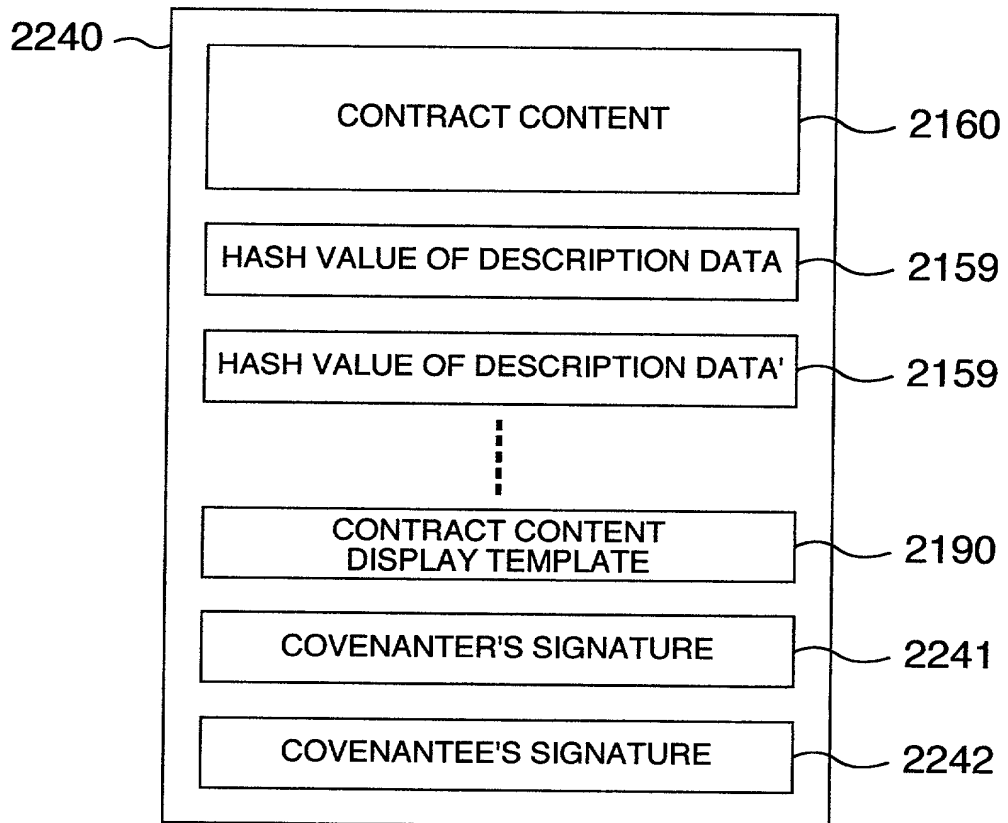 2240
CONTRACT CONTENT
2160
HASH VALUE OF DESCRIPTION DATA
2159
HASH VALUE OF DESCRIPTION DATA'
2159
CONTRACT CONTENT
DISPLAY TEMPLATE
2190
COVENANTER'S SIGNATURE
2241
COVENANTEE'S SIGNATURE
2242